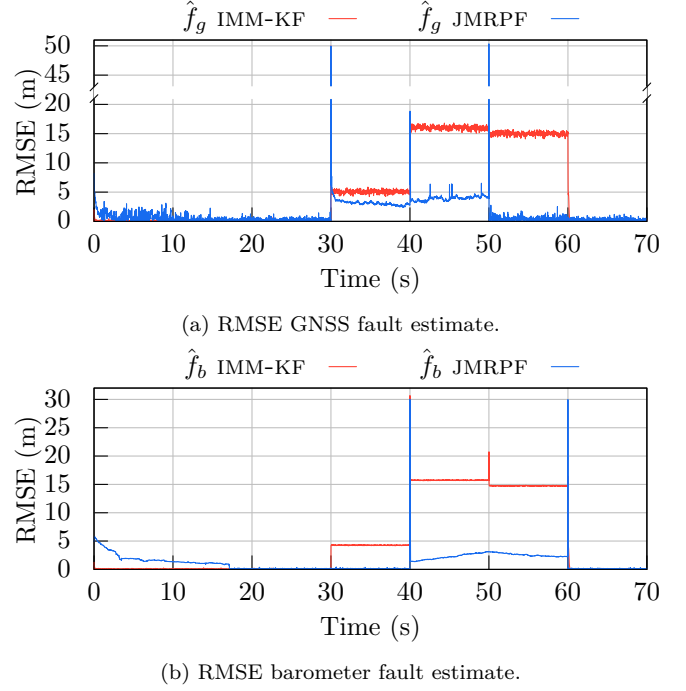 f̂g IMM-KF f̂g JMRPF
50
45
20
15
10
5
0
RMSE (m)
0 10 20 30 40 50 60 70
Time (s)
(a) RMSE GNSS fault estimate.
f̂b IMM-KF f̂b JMRPF
30
25
20
15
10
5
0
RMSE (m)
0 10 20 30 40 50 60 70
Time (s)
(b) RMSE barometer fault estimate.